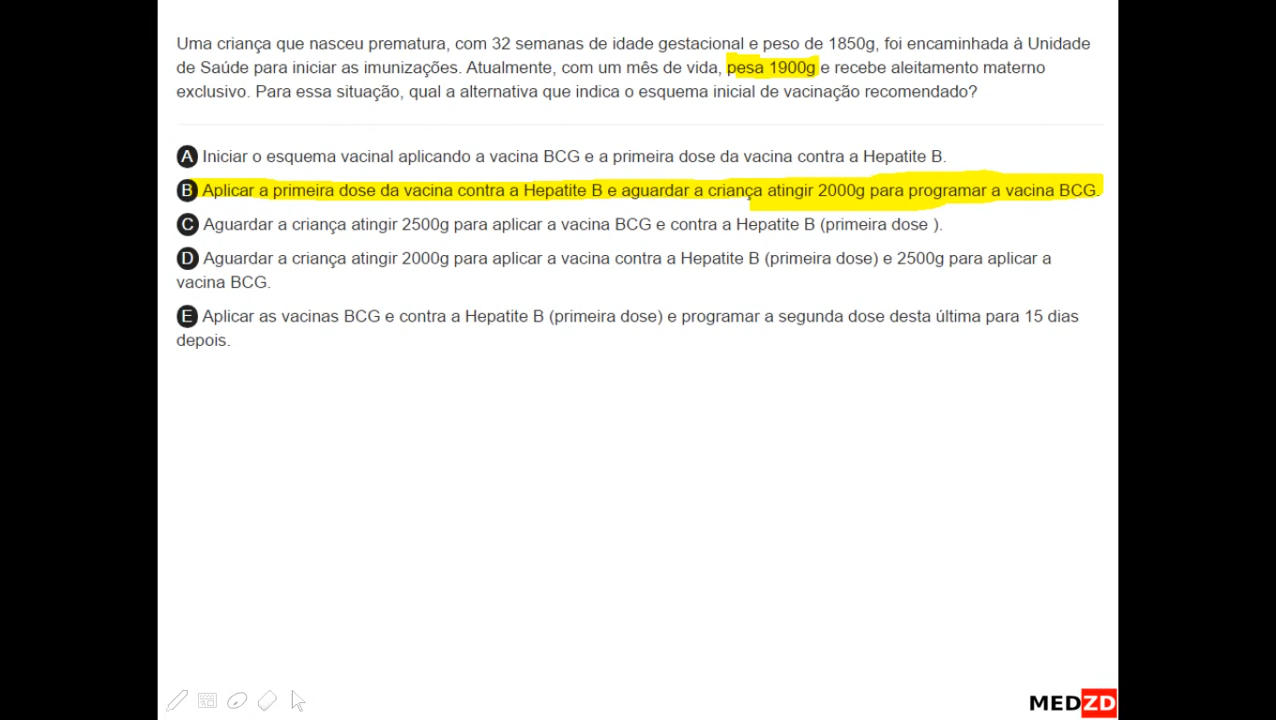 Uma criança que nasceu prematura, com 32 semanas de idade gestacional e peso de 1850g, foi encaminhada à Unidade
de Saúde para iniciar as imunizações. Atualmente, com um mês de vida, pesa 1900g e recebe aleitamento materno
exclusivo. Para essa situação, qual a alternativa que indica o esquema inicial de vacinação recomendado?
A Iniciar o esquema vacinal aplicando a vacina BCG e a primeira dose da vacina contra a Hepatite B.
B Aplicar a primeira dose da vacina contra a Hepatite B e aguardar a criança atingir 2000g para programar a vacina BCG.
C Aguardar a criança atingir 2500g para aplicar a vacina BCG e contra a Hepatite B (primeira dose ).
D Aguardar a criança atingir 2000g para aplicar a vacina contra a Hepatite B (primeira dose) e 2500g para aplicar a
vacina BCG.
E Aplicar as vacinas BCG e contra a Hepatite B (primeira dose) e programar a segunda dose desta última para 15 dias
depois.
MEDZD